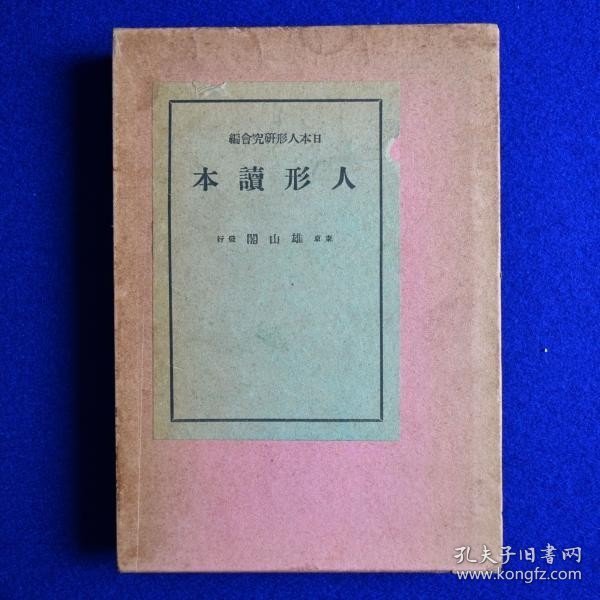 日本人形研究會編
人形讀本
東京 雄山閣 發行
孔夫子旧書网
www.kongfz.com